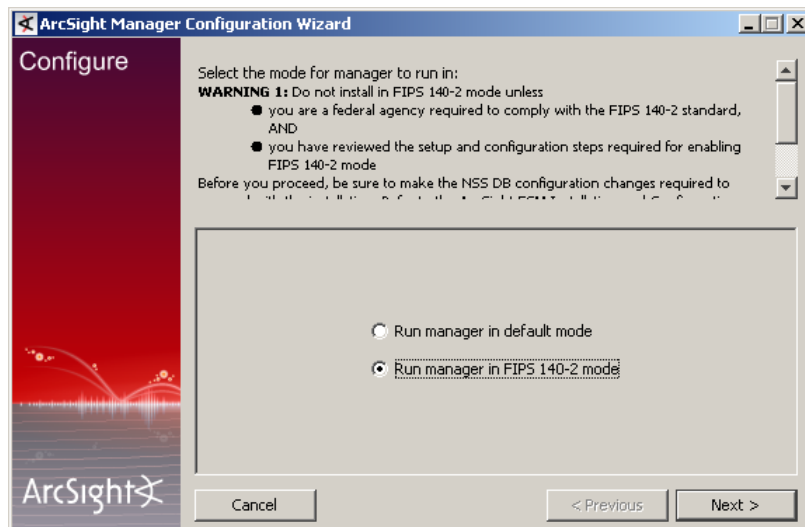 ArcSight Manager Configuration Wizard
Configure
Select the mode for manager to run in:
WARNING 1: Do not install in FIPS 140-2 mode unless
● you are a federal agency required to comply with the FIPS 140-2 standard,
AND
● you have reviewed the setup and configuration steps required for enabling
FIPS 140-2 mode
Before you proceed, be sure to make the NSS DB configuration changes required to
Run manager in default mode
Run manager in FIPS 140-2 mode
ArcSight
Cancel
< Previous
Next >